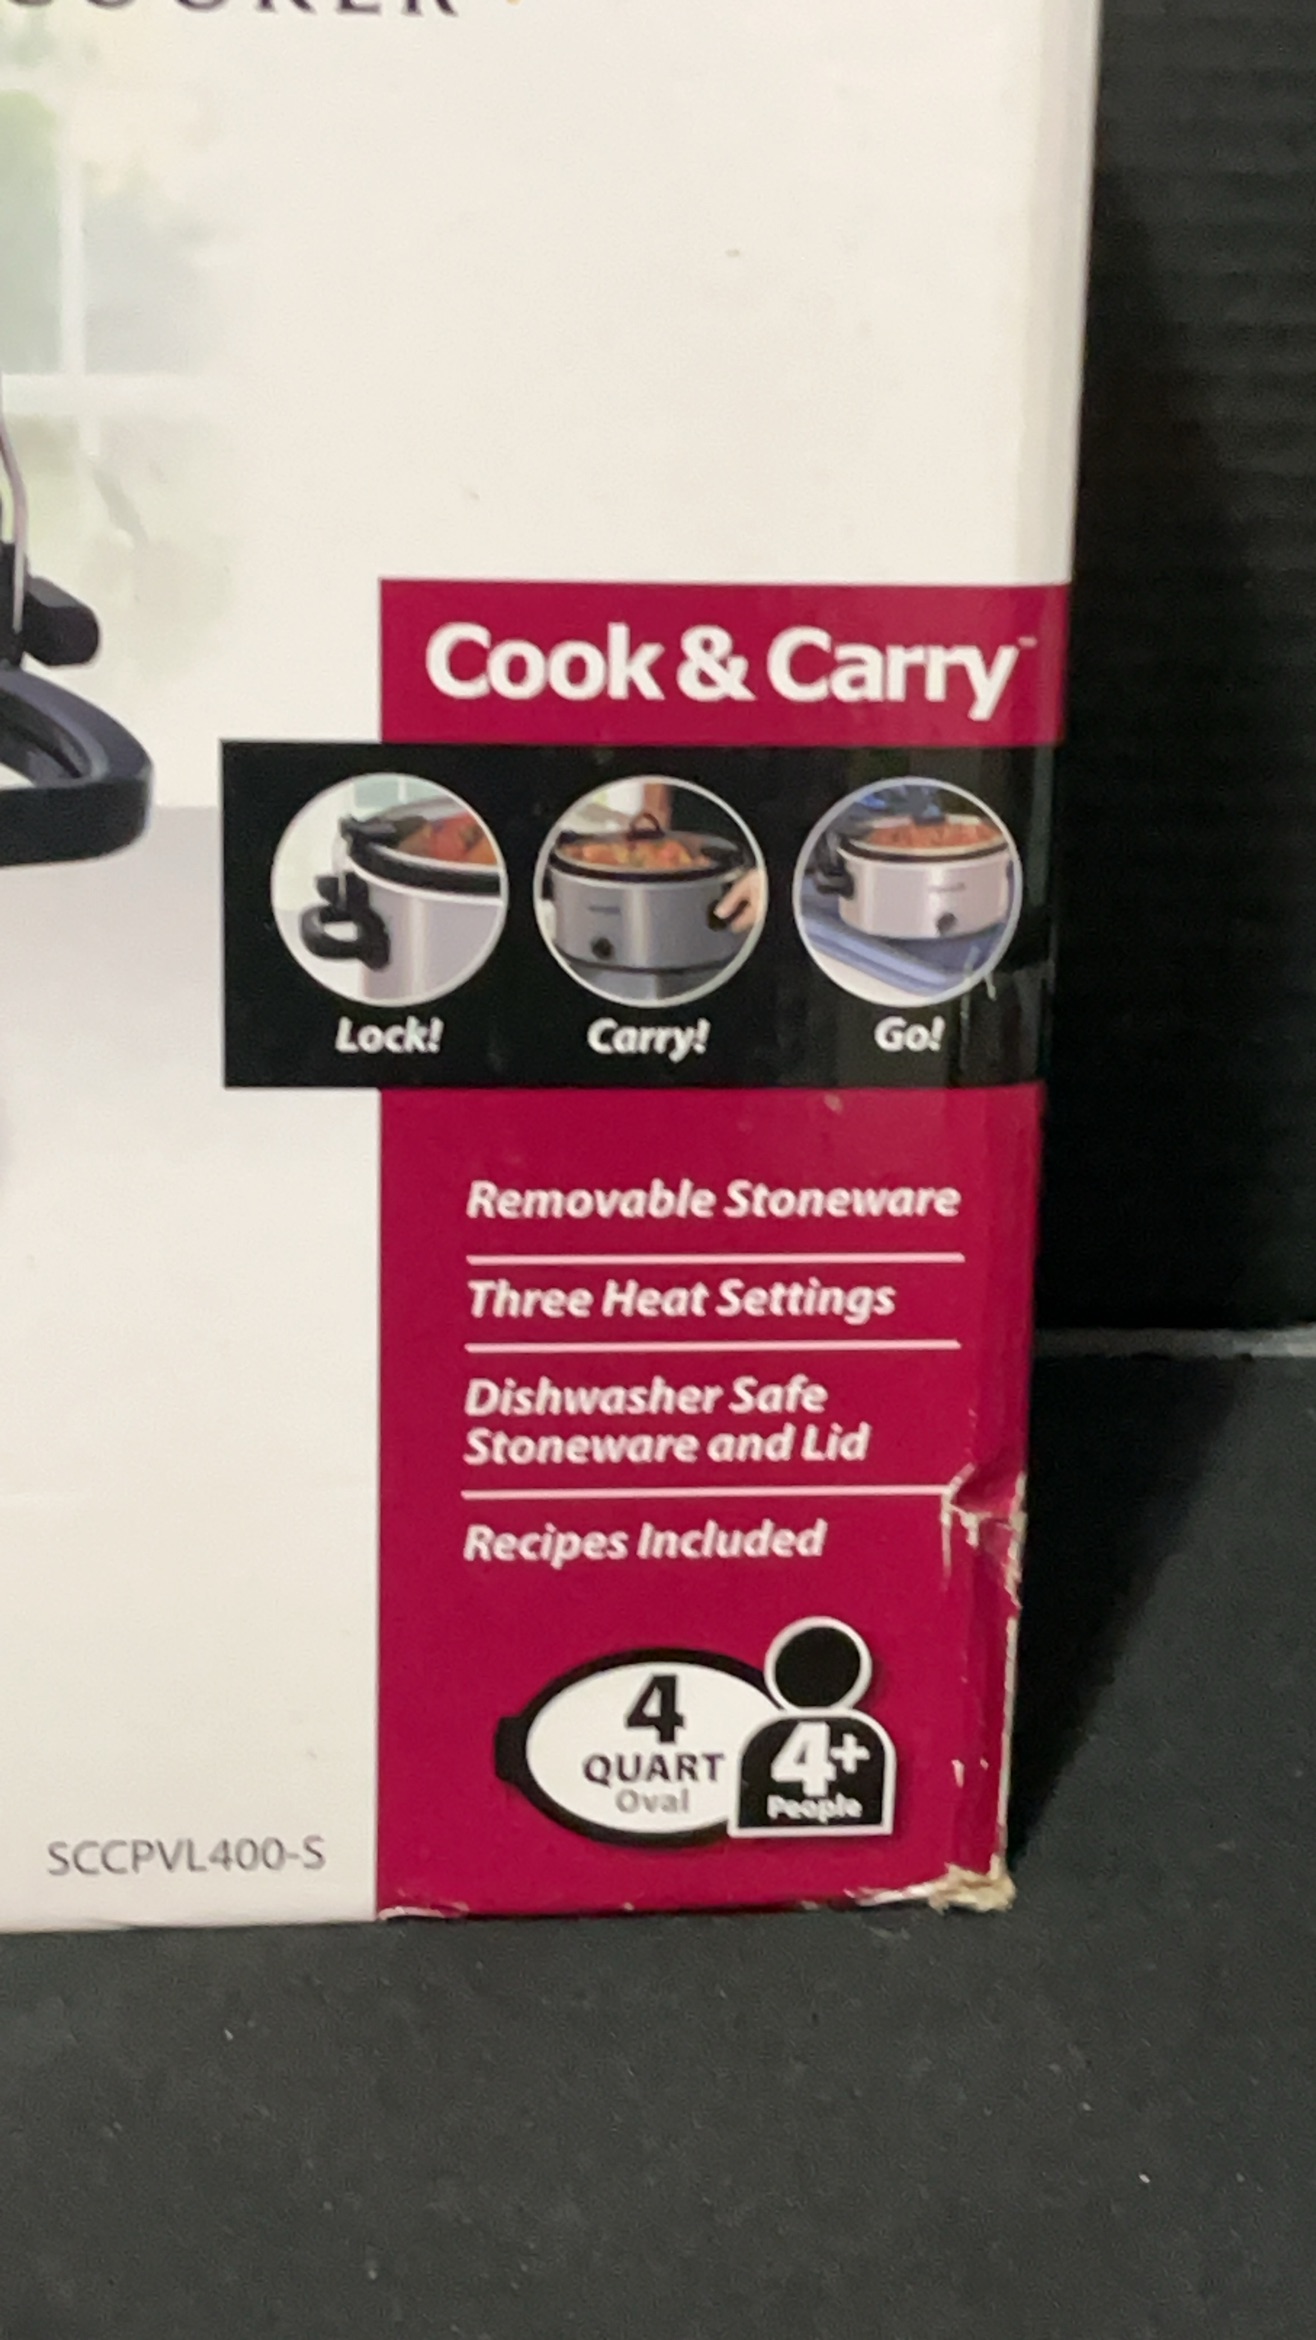 Cook & Carry™
Lock!
Carry!
Go!
Removable Stoneware
Three Heat Settings
Dishwasher Safe
Stoneware and Lid
Recipes Included
4
QUART
Oval
4+
People
SCCPVL400-S